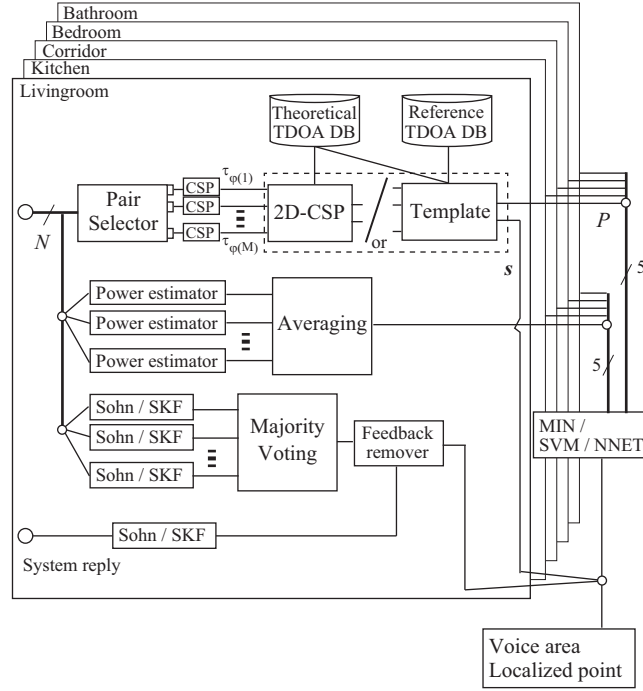 Bathroom
Bedroom
Corridor
Kitchen
Livingroom
Theoretical
TDOA DB
Reference
TDOA DB
N
Pair
Selector
CSP
CSP
CSP
τφ(1)
τφ(M)
2D-CSP
or
Template
s
P
5
Power estimator
Power estimator
Power estimator
Averaging
5
Sohn / SKF
Sohn / SKF
Sohn / SKF
Majority
Voting
Feedback
remover
MIN /
SVM / NNET
Sohn / SKF
System reply
Voice area
Localized point